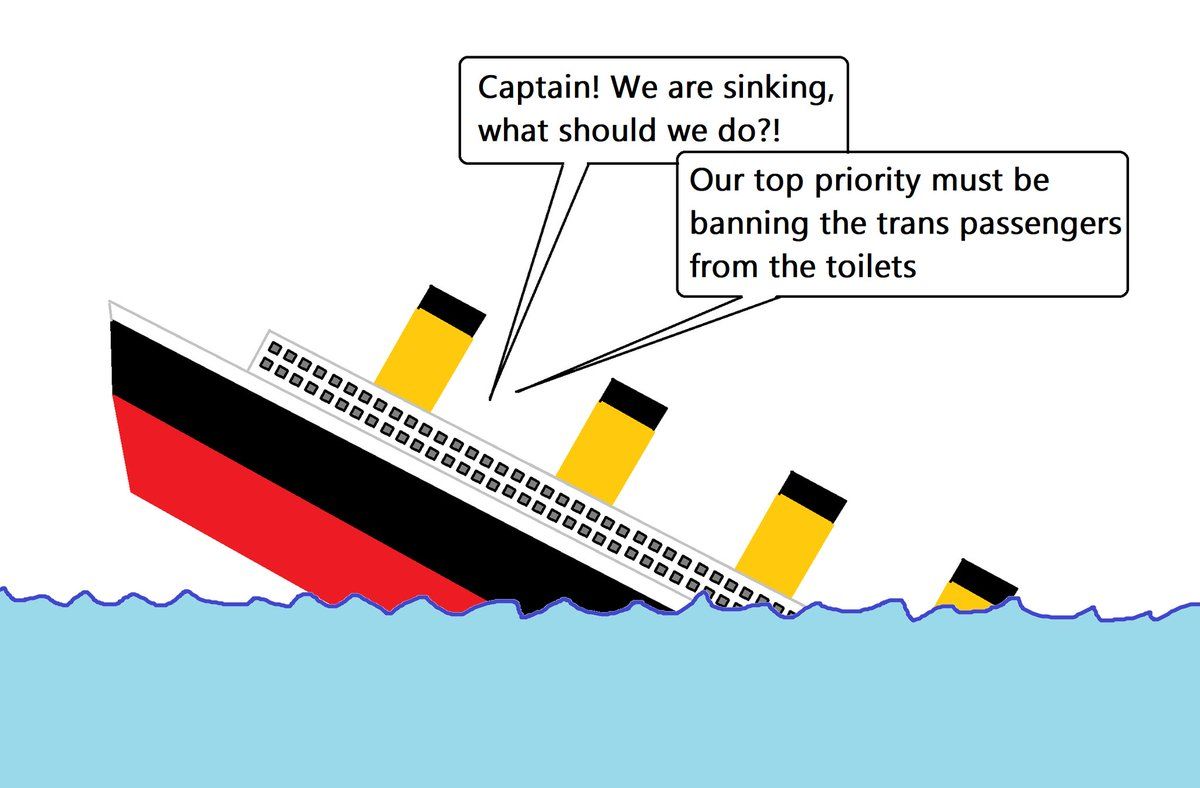 Captain! We are sinking,
what should we do?!
Our top priority must be
banning the trans passengers
from the toilets